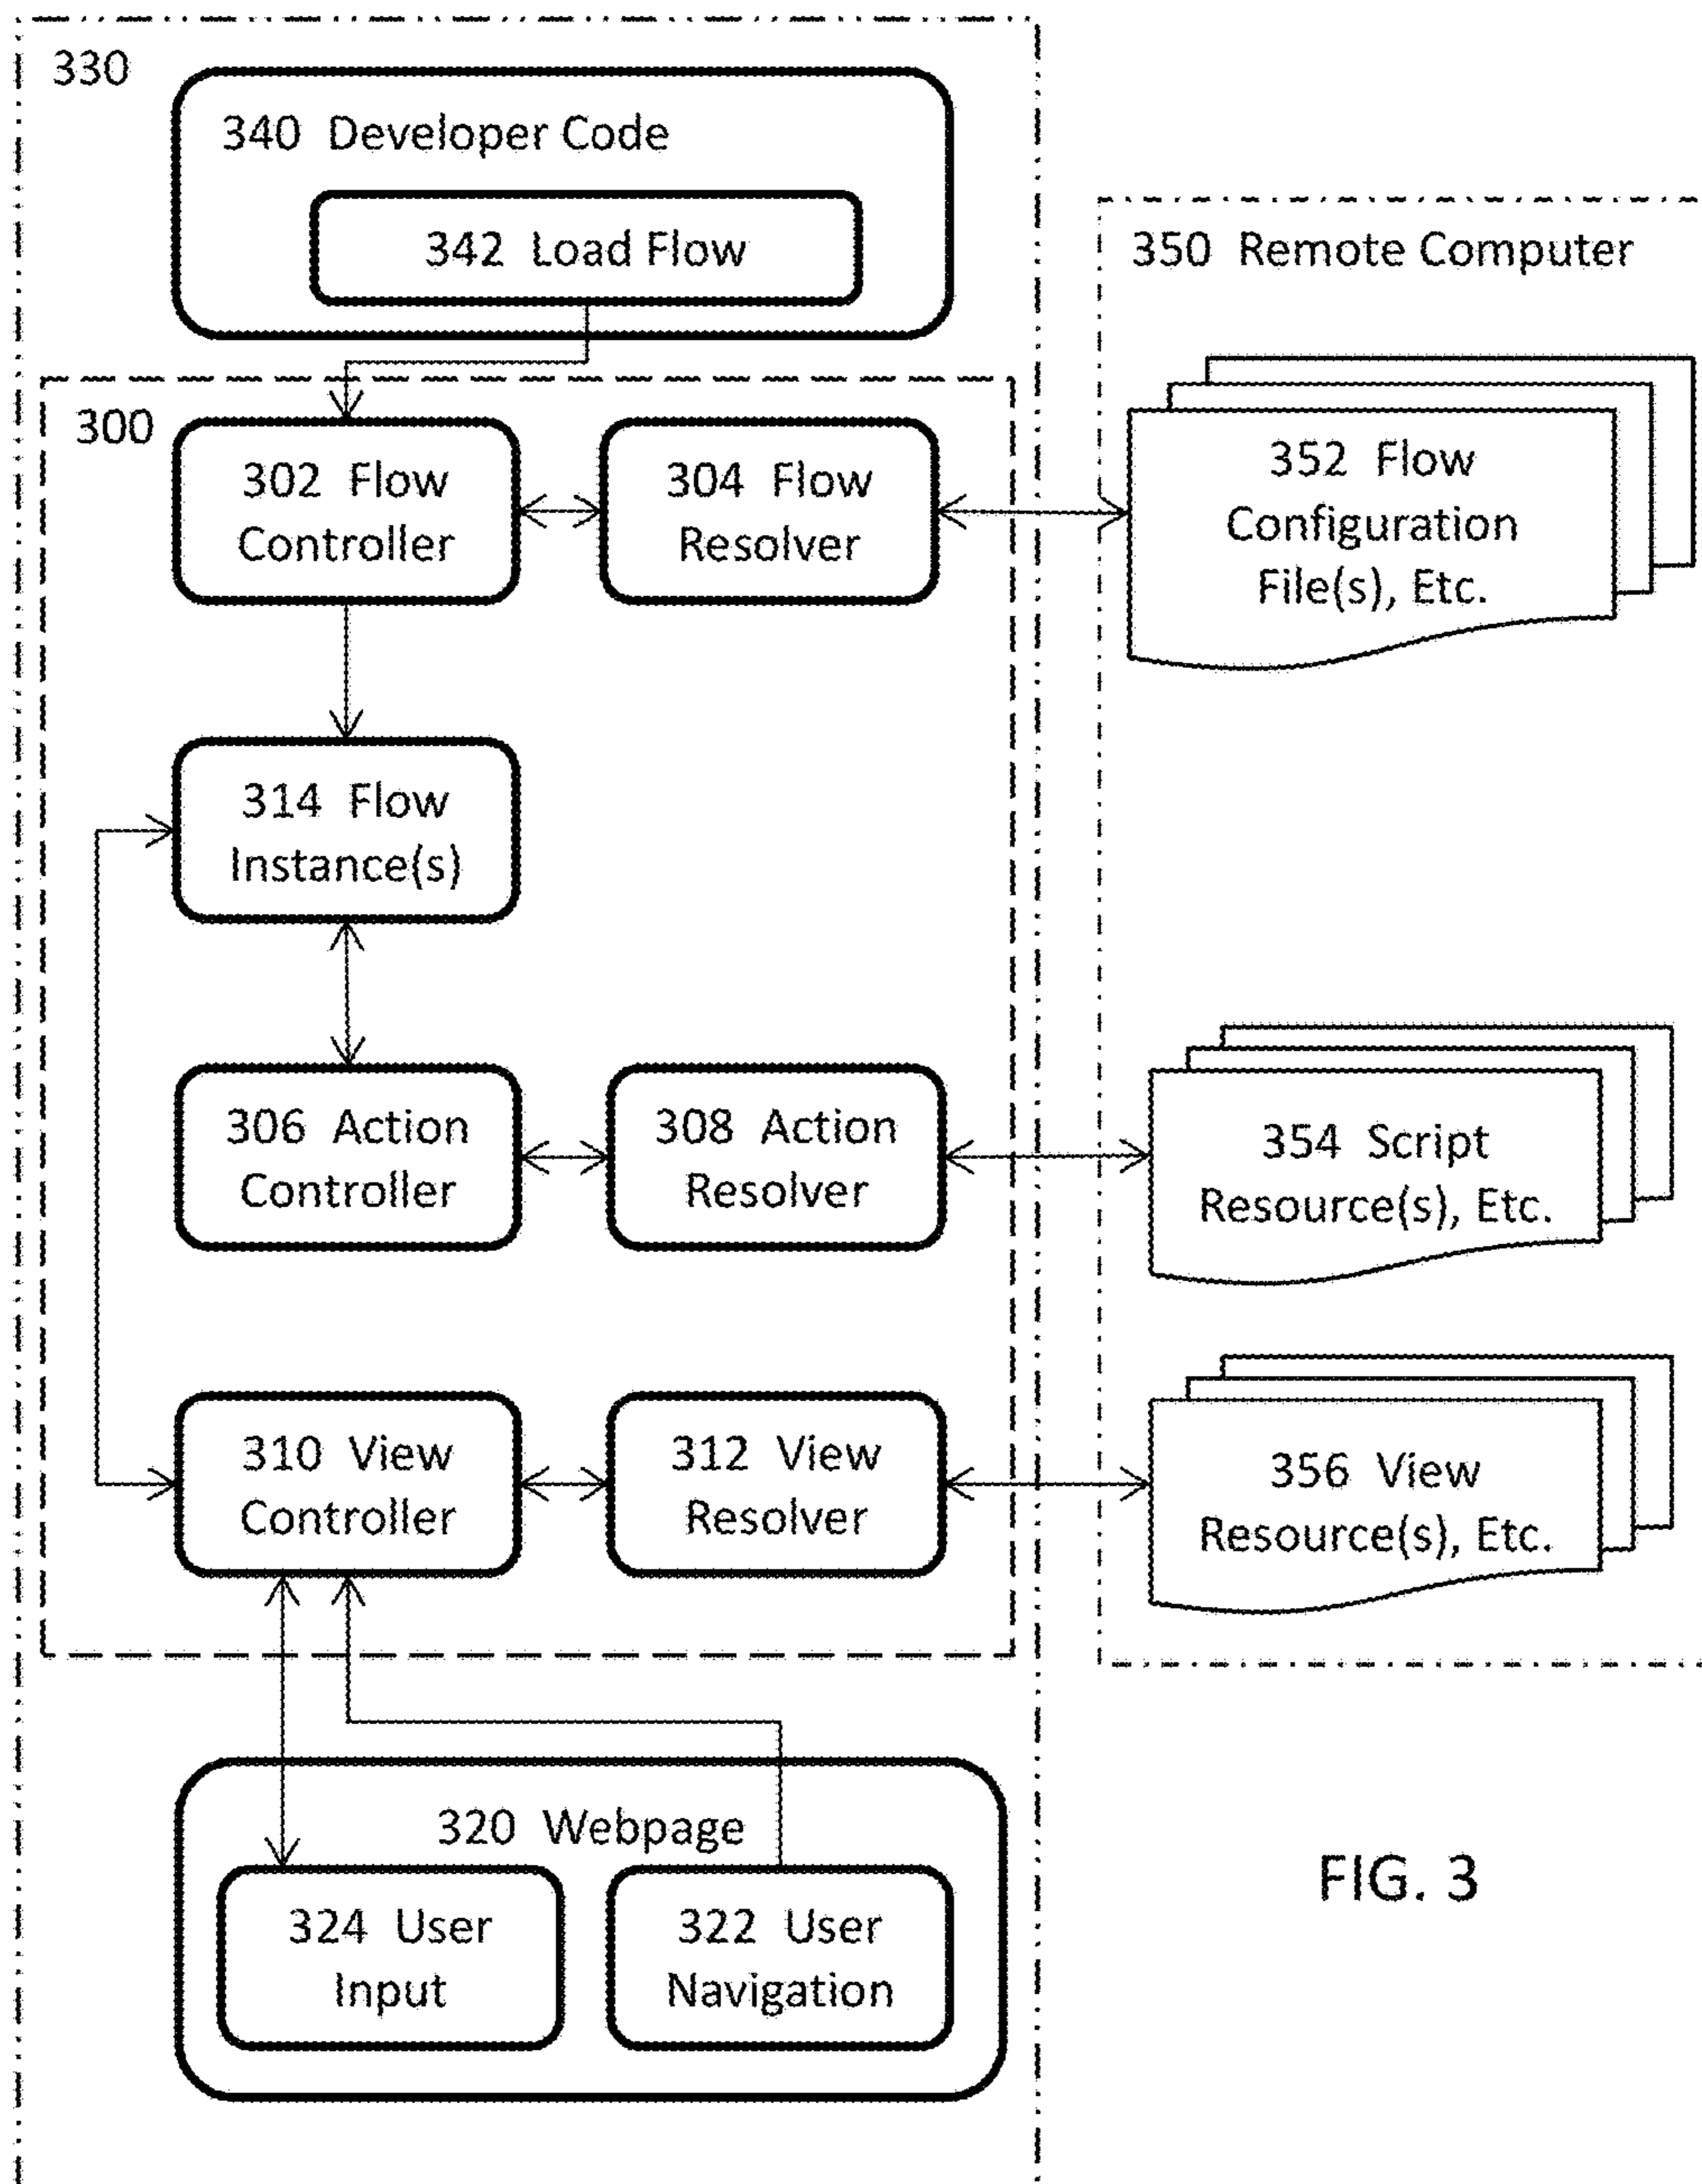 330
340 Developer Code
342 Load Flow
350 Remote Computer
300
302 Flow
Controller
304 Flow
Resolver
352 Flow
Configuration
File(s), Etc.
314 Flow
Instance(s)
306 Action
Controller
308 Action
Resolver
354 Script
Resource(s), Etc.
310 View
Controller
312 View
Resolver
356 View
Resource(s), Etc.
320 Webpage
324 User
Input
322 User
Navigation
FIG. 3